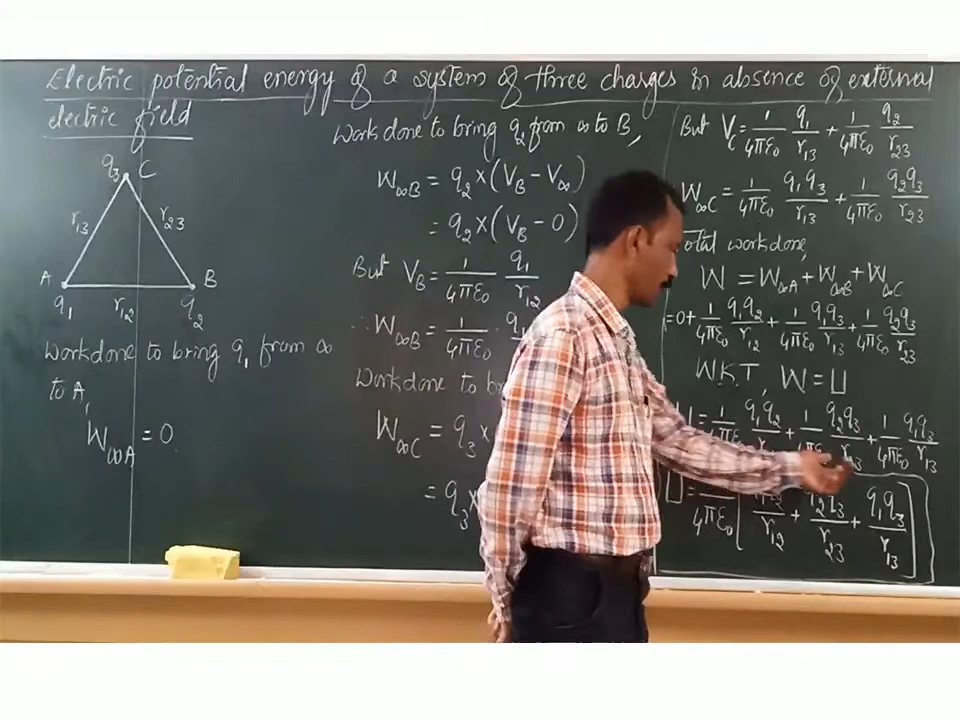 Electric potential energy of a system of three charges in absence of external
electric field
q₃ C
r₁₃ r₂₃
A B
q₁ r₁₂ q₂
Workdone to bring q₁ from ∞
to A,
W∞A = 0
Workdone to bring q₂ from ∞ to B,
W∞B = q₂ × (V_B − V∞)
= q₂ × (V_B − 0)
But V_B = 1/4πε₀ q₁/r₁₂
∴ W∞B = 1/4πε₀ · q₁
Workdone to
W∞C = q₃ ×
= q₃ ×
But V_C = 1/4πε₀ q₁/r₁₃ + 1/4πε₀ q₂/r₂₃
W∞C = 1/4πε₀ q₁q₃/r₁₃ + 1/4πε₀ q₂q₃/r₂₃
Total workdone,
W = W∞A + W∞B + W∞C
= 0 + 1/4πε₀ q₁q₂/r₁₂ + 1/4πε₀ q₁q₃/r₁₃ + 1/4πε₀ q₂q₃/r₂₃
W.K.T, W = U
= 1/4πε₀ q₁q₂ + 1/4πε₀ q₂q₃ + 1/4πε₀ q₁q₃/r₁₃
U = 1/4πε₀ [ /r₁₂ + q₂q₃/r₂₃ + q₁q₃/r₁₃ ]